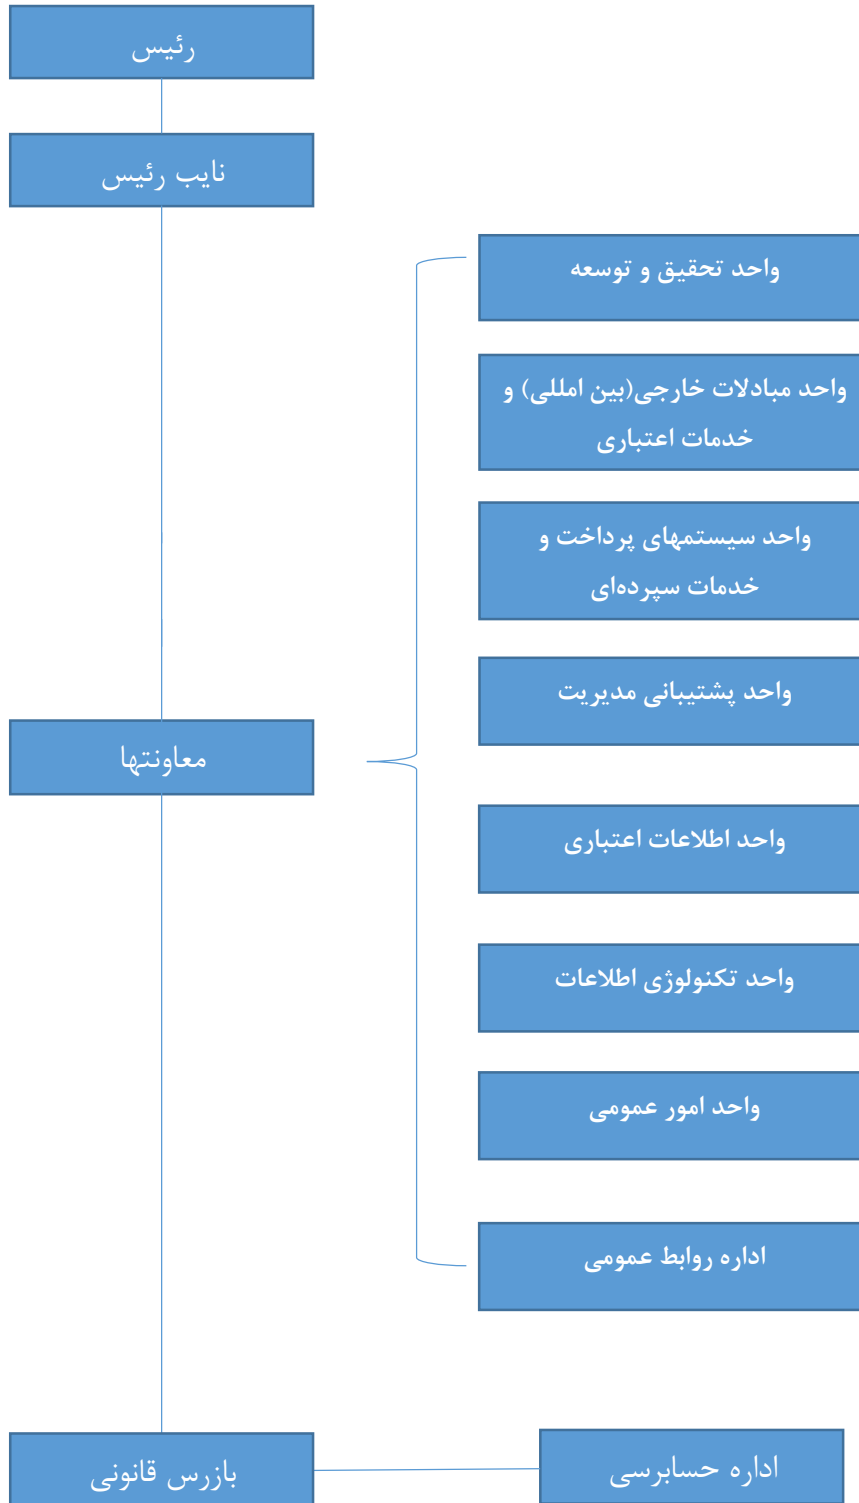 رئیس
نایب رئیس
واحد تحقیق و توسعه
واحد مبادلات خارجی(بین امللی) و
خدمات اعتباری
واحد سیستمهای پرداخت و
خدمات سپرده‌ای
واحد پشتیبانی مدیریت
معاونتها
واحد اطلاعات اعتباری
واحد تکنولوژی اطلاعات
واحد امور عمومی
اداره روابط عمومی
بازرس قانونی
اداره حسابرسی